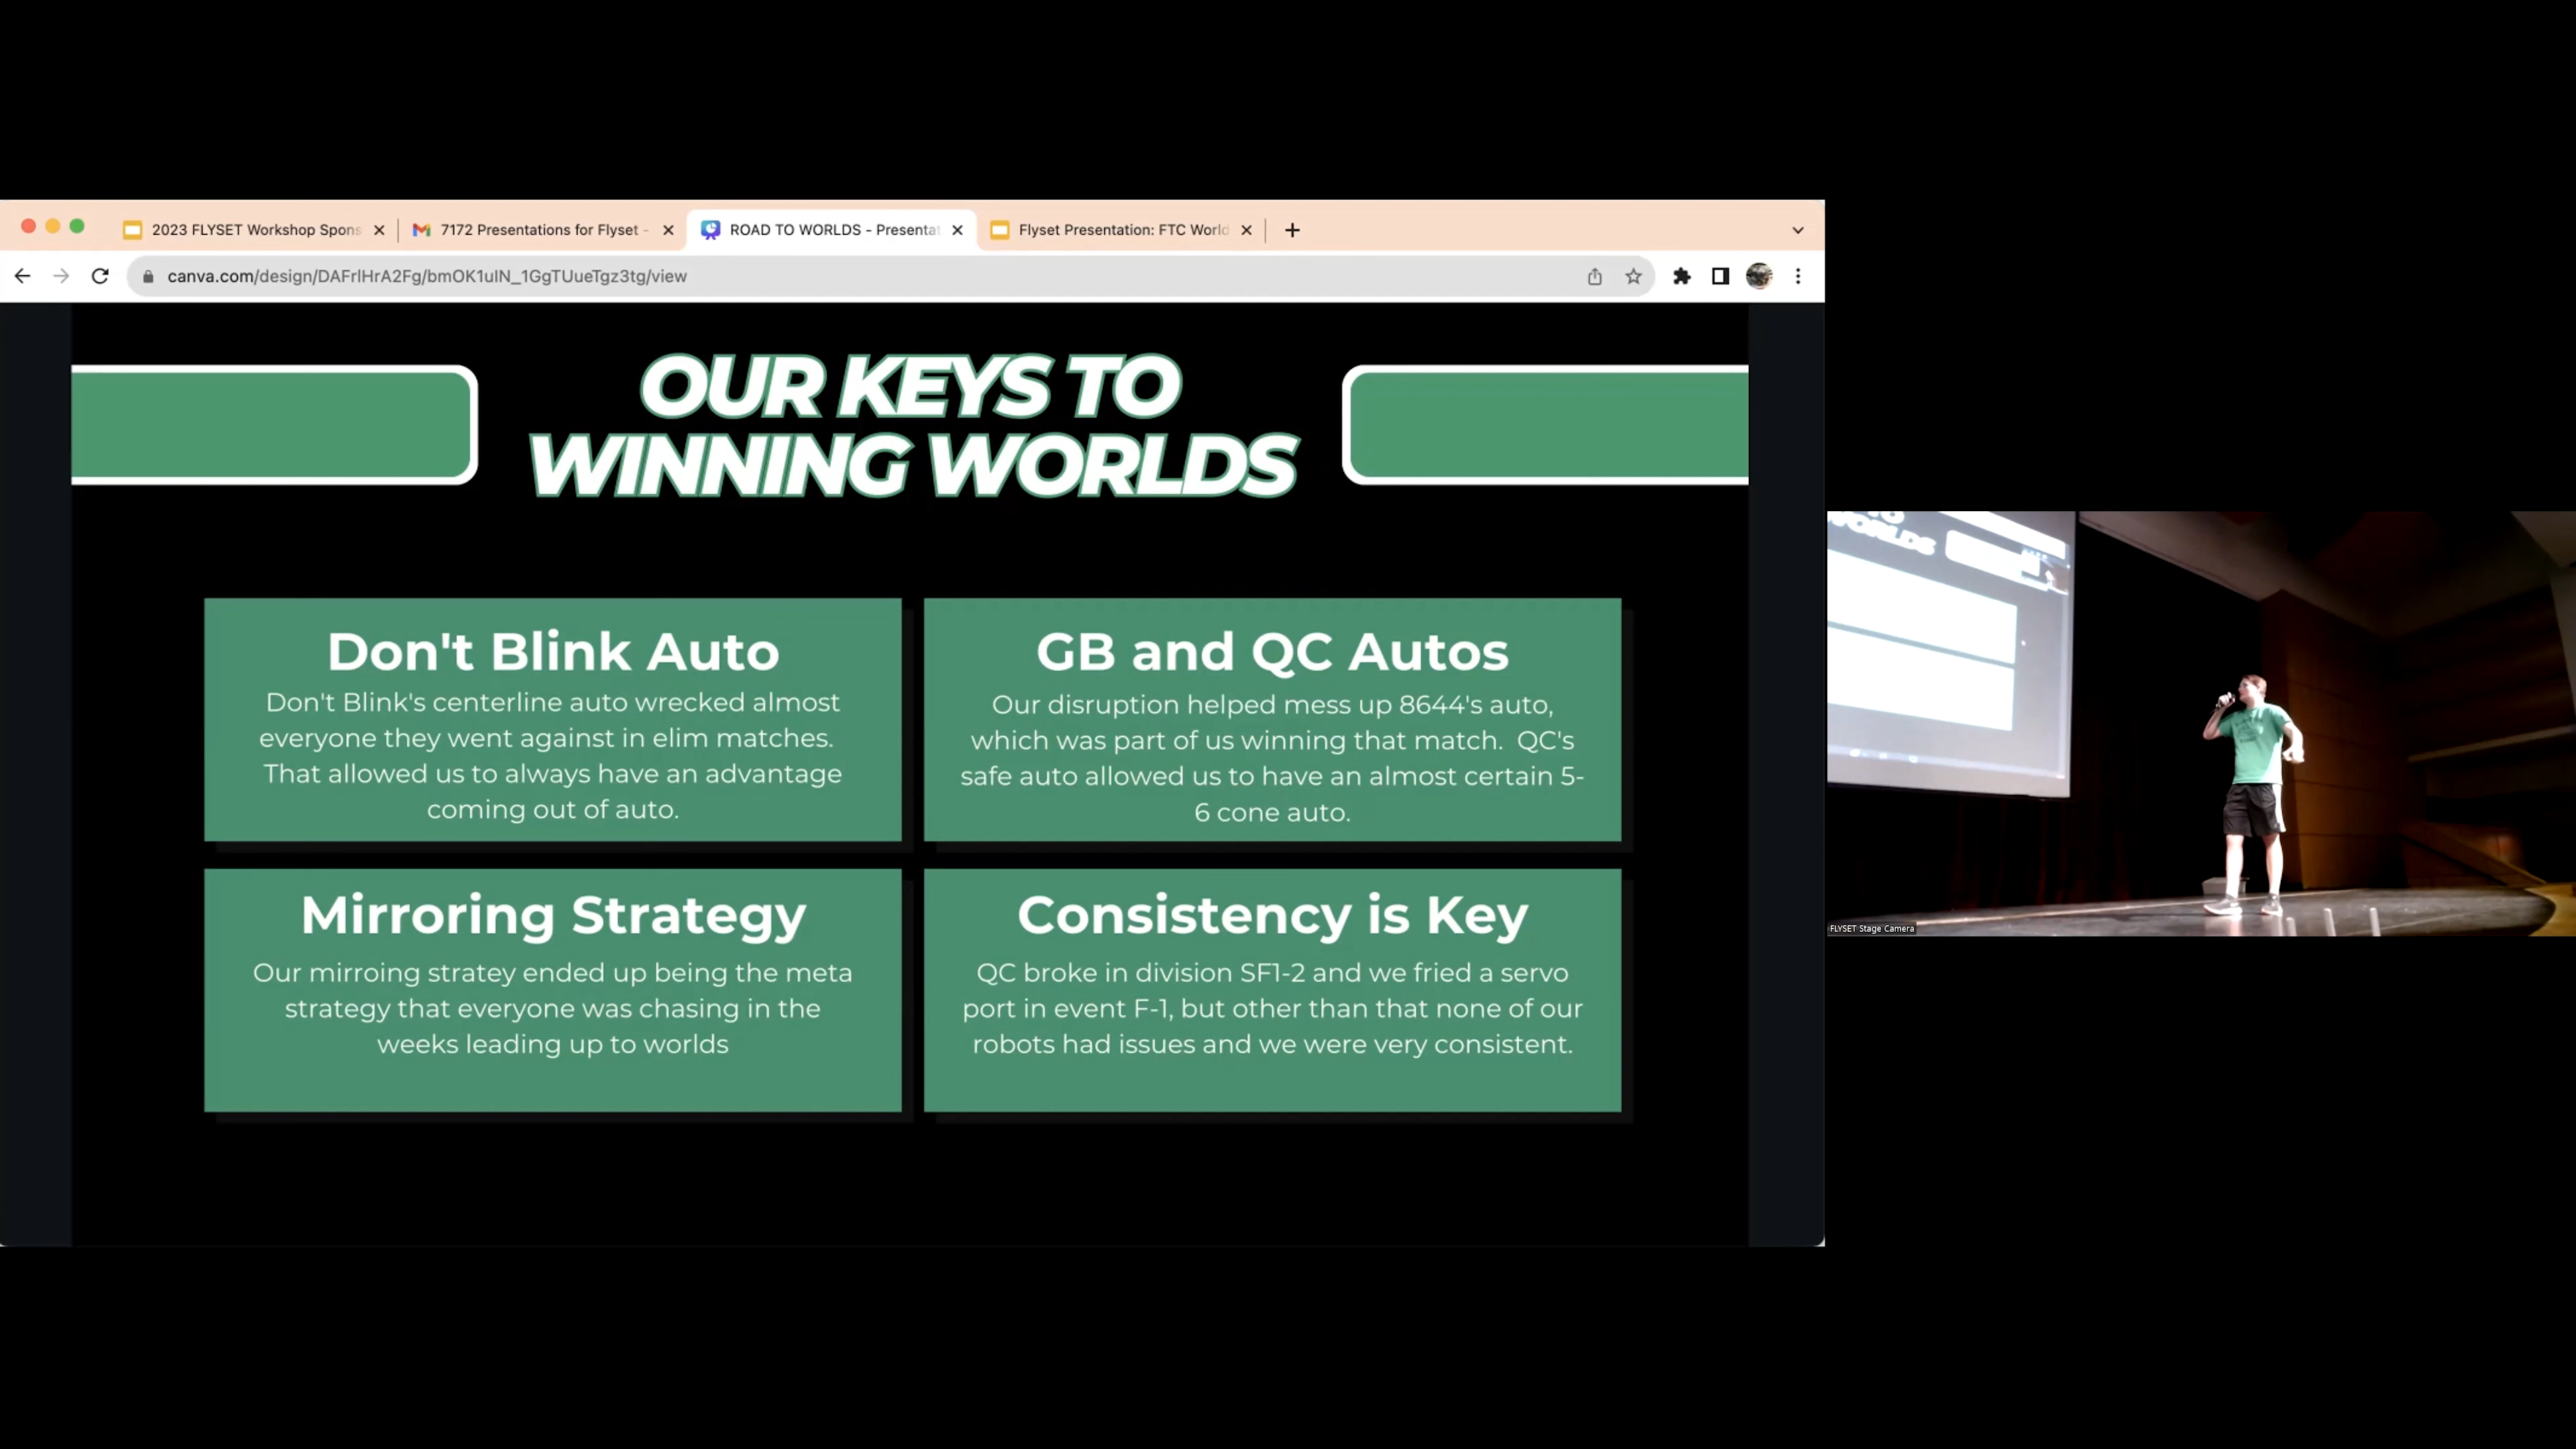 2023 FLYSET Workshop Spons
7172 Presentations for Flyset -
ROAD TO WORLDS - Presentat
Flyset Presentation: FTC World
canva.com/design/DAFrlHrA2Fg/bmOK1uIN_1GgTUueTgz3tg/view
OUR KEYS TO
WINNING WORLDS
Don't Blink Auto
Don't Blink's centerline auto wrecked almost
everyone they went against in elim matches.
That allowed us to always have an advantage
coming out of auto.
GB and QC Autos
Our disruption helped mess up 8644's auto,
which was part of us winning that match. QC's
safe auto allowed us to have an almost certain 5-
6 cone auto.
Mirroring Strategy
Our mirroing stratey ended up being the meta
strategy that everyone was chasing in the
weeks leading up to worlds
Consistency is Key
QC broke in division SF1-2 and we fried a servo
port in event F-1, but other than that none of our
robots had issues and we were very consistent.
TO
WORLDS
FLYSET Stage Camera